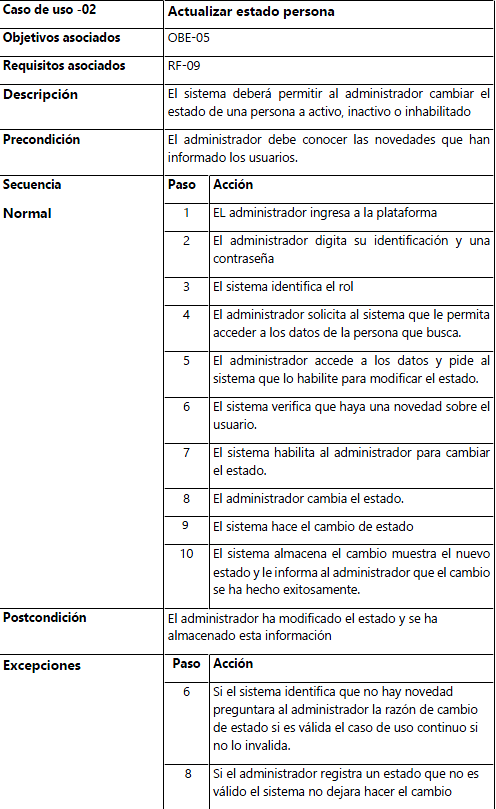 Caso de uso -02 Actualizar estado persona
Objetivos asociados OBE-05
Requisitos asociados RF-09
Descripción El sistema deberá permitir al administrador cambiar el
estado de una persona a activo, inactivo o inhabilitado
Precondición El administrador debe conocer las novedades que han
informado los usuarios.
Secuencia Paso Acción
Normal 1 EL administrador ingresa a la plataforma
2 El administrador digita su identificación y una
contraseña
3 El sistema identifica el rol
4 El administrador solicita al sistema que le permita
acceder a los datos de la persona que busca.
5 El administrador accede a los datos y pide al
sistema que lo habilite para modificar el estado.
6 El sistema verifica que haya una novedad sobre el
usuario.
7 El sistema habilita al administrador para cambiar
el estado.
8 El administrador cambia el estado.
9 El sistema hace el cambio de estado
10 El sistema almacena el cambio muestra el nuevo
estado y le informa al administrador que el cambio
se ha hecho exitosamente.
Postcondición El administrador ha modificado el estado y se ha
almacenado esta información
Excepciones Paso Acción
6 Si el sistema identifica que no hay novedad
preguntara al administrador la razón de cambio
de estado si es válida el caso de uso continuo si
no lo invalida.
8 Si el administrador registra un estado que no es
válido el sistema no dejara hacer el cambio